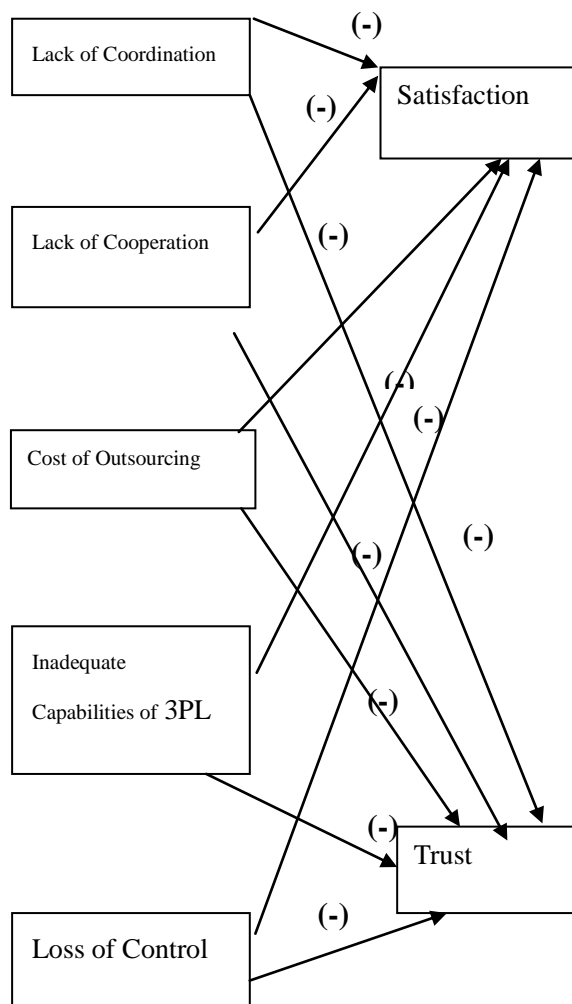 Lack of Coordination
(-)
Satisfaction
(-)
Lack of Cooperation
(-)
(-)
(-)
Cost of Outsourcing
(-)
(-)
Inadequate
Capabilities of 3PL
(-)
(-)
Trust
(-)
Loss of Control